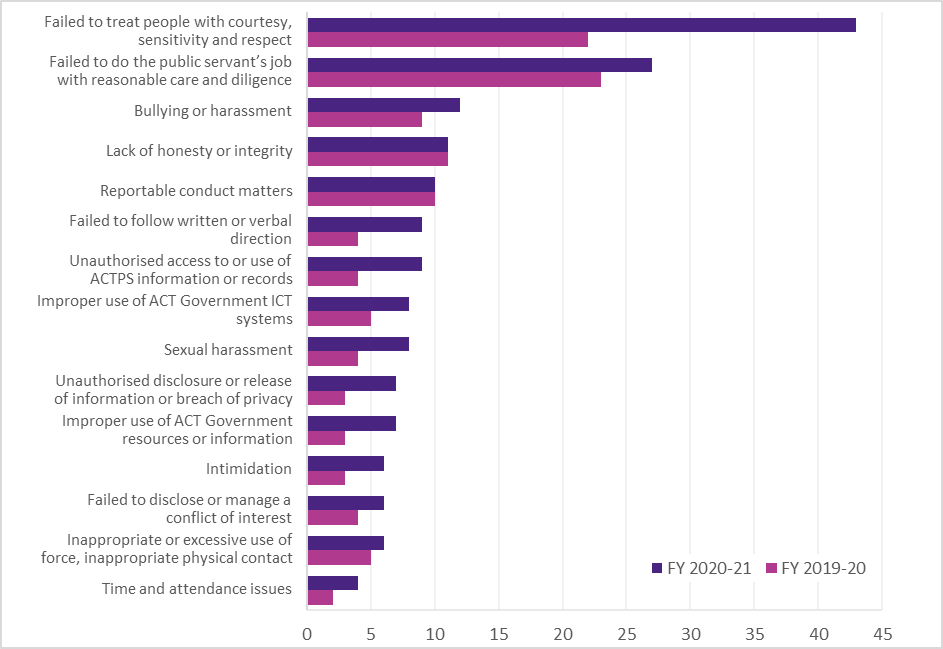 Failed to treat people with courtesy,
sensitivity and respect
Failed to do the public servant’s job
with reasonable care and diligence
Bullying or harassment
Lack of honesty or integrity
Reportable conduct matters
Failed to follow written or verbal
direction
Unauthorised access to or use of
ACTPS information or records
Improper use of ACT Government ICT
systems
Sexual harassment
Unauthorised disclosure or release
of information or breach of privacy
Improper use of ACT Government
resources or information
Intimidation
Failed to disclose or manage a
conflict of interest
Inappropriate or excessive use of
force, inappropriate physical contact
Time and attendance issues
FY 2020-21 FY 2019-20
0 5 10 15 20 25 30 35 40 45